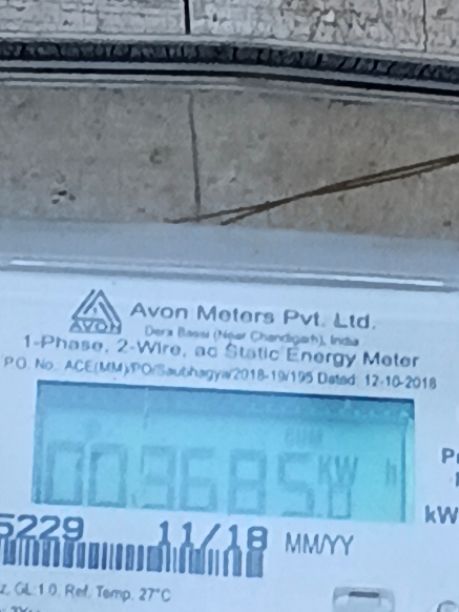 AVON
Avon Meters Pvt. Ltd.
Dera Bassi (Near Chandigarh), India
1-Phase, 2-Wire, ac Static Energy Meter
P.O. No. ACE(MM)/PO/Saubhagya/2018-19/195 Dated: 12-10-2018
CUM
003685.
KW h
kW
5229 11/18 MM/YY
z, GL:1.0, Ref. Temp. 27°C